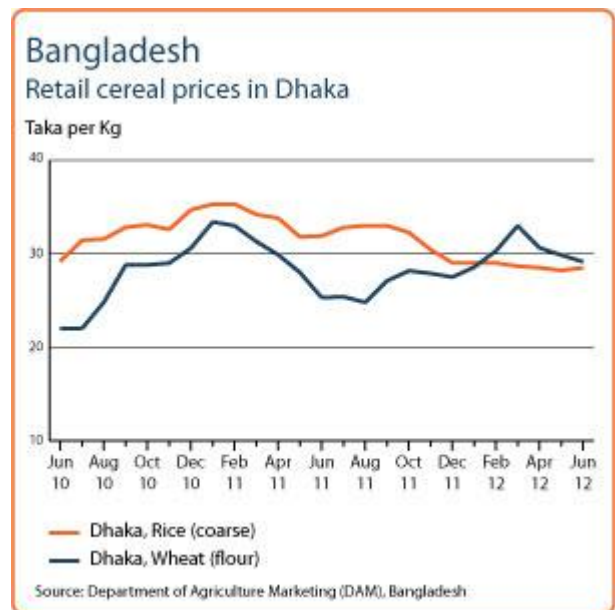 Bangladesh
Retail cereal prices in Dhaka
Taka per Kg
40
30
20
10
Jun Aug Oct Dec Feb Apr Jun Aug Oct Dec Feb Apr Jun
10 10 10 10 11 11 11 11 11 11 12 12 12
Dhaka, Rice (coarse)
Dhaka, Wheat (flour)
Source: Department of Agriculture Marketing (DAM), Bangladesh